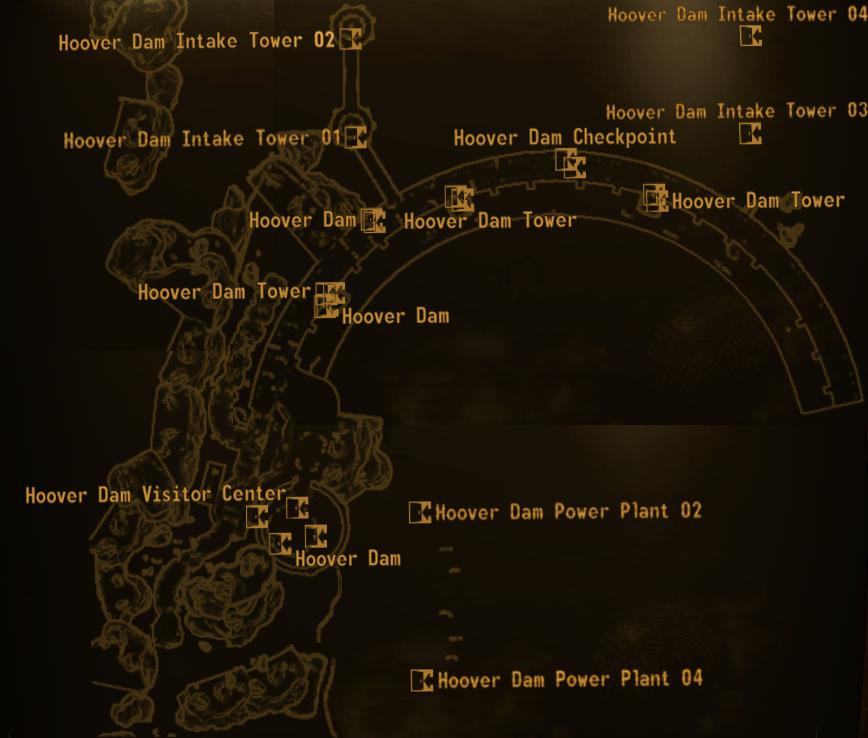 Hoover Dam Intake Tower 04
Hoover Dam Intake Tower 02
Hoover Dam Intake Tower 03
Hoover Dam Intake Tower 01
Hoover Dam Checkpoint
Hoover Dam Tower
Hoover Dam
Hoover Dam Tower
Hoover Dam Tower
Hoover Dam
Hoover Dam Visitor Center
Hoover Dam Power Plant 02
Hoover Dam
Hoover Dam Power Plant 04